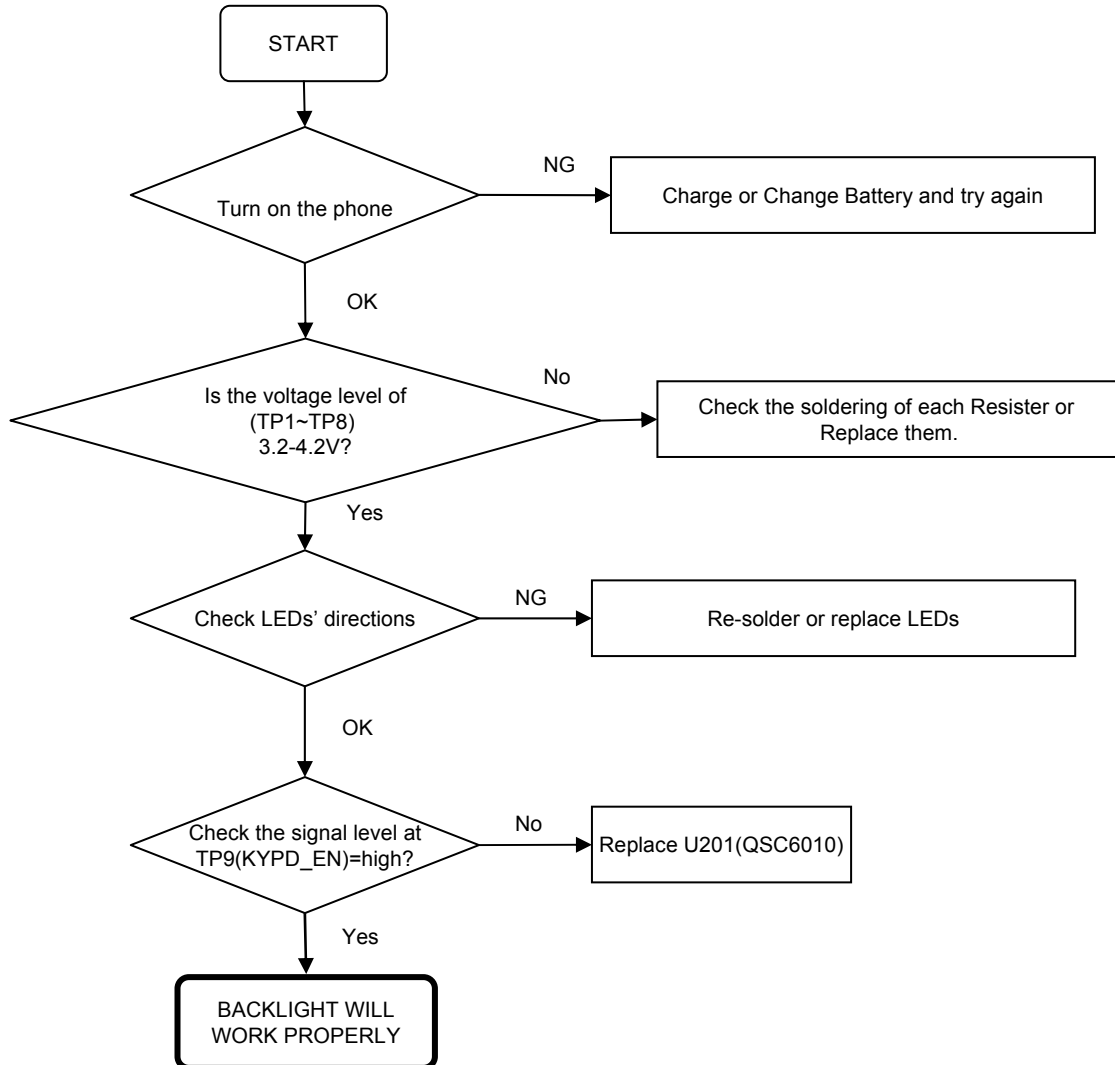 START
NG
Turn on the phone
Charge or Change Battery and try again
OK
Is the voltage level of
(TP1~TP8)
3.2-4.2V?
No
Check the soldering of each Resister or
Replace them.
Yes
Check LEDs' directions
NG
Re-solder or replace LEDs
OK
Check the signal level at
TP9(KYPD_EN)=high?
No
Replace U201(QSC6010)
Yes
BACKLIGHT WILL
WORK PROPERLY